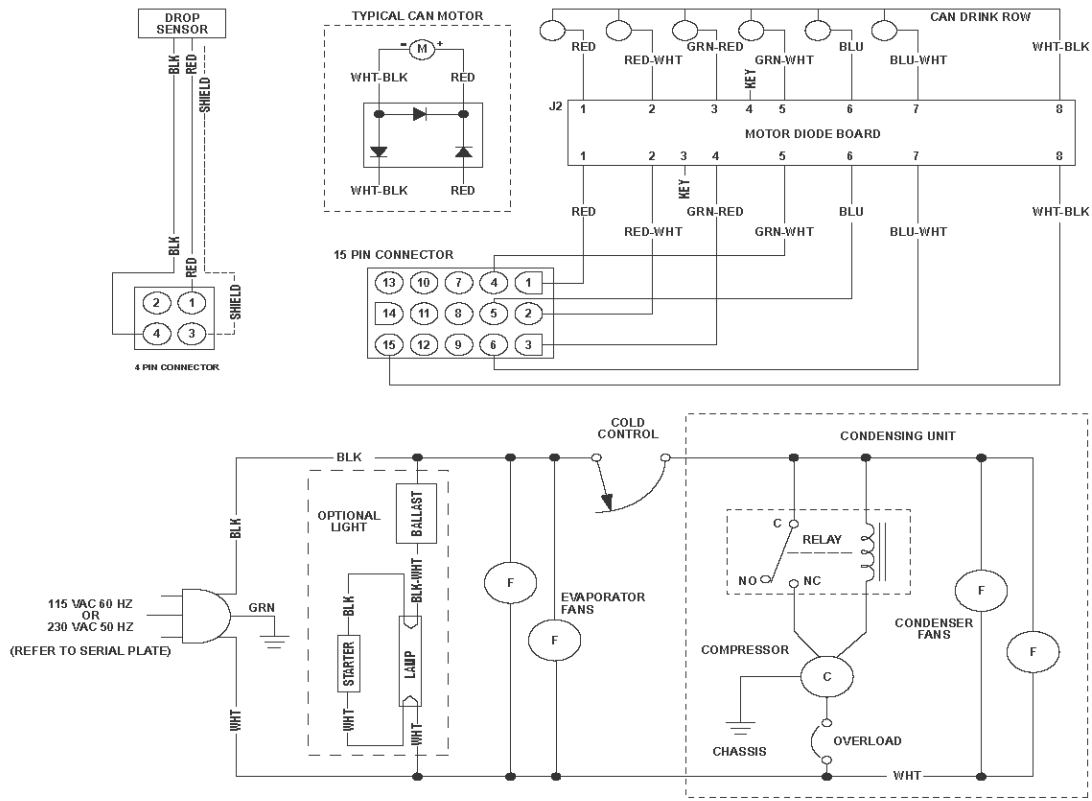 DROP
SENSOR
BLK
RED
SHIELD
BLK
RED
SHIELD
2
1
4
3
4 PIN CONNECTOR
TYPICAL CAN MOTOR
- M +
WHT-BLK
RED
WHT-BLK
RED
CAN DRINK ROW
RED
RED-WHT
GRN-RED
KEY
GRN-WHT
BLU
BLU-WHT
WHT-BLK
J2
1 2 3 4 5 6 7 8
MOTOR DIODE BOARD
1 2 3 4 5 6 7 8
KEY
RED
RED-WHT
GRN-RED
GRN-WHT
BLU
BLU-WHT
WHT-BLK
15 PIN CONNECTOR
13 10 7 4 1
14 11 8 5 2
15 12 9 6 3
BLK
BLK
115 VAC 60 HZ
OR
230 VAC 50 HZ
(REFER TO SERIAL PLATE)
GRN
WHT
OPTIONAL
LIGHT
BALLAST
BLK-WHT
BLK
STARTER
LAMP
WHT
F
EVAPORATOR
FANS
F
COLD
CONTROL
CONDENSING UNIT
C
RELAY
NO
NC
COMPRESSOR
C
CHASSIS
OVERLOAD
F
CONDENSER
FANS
F
WHT